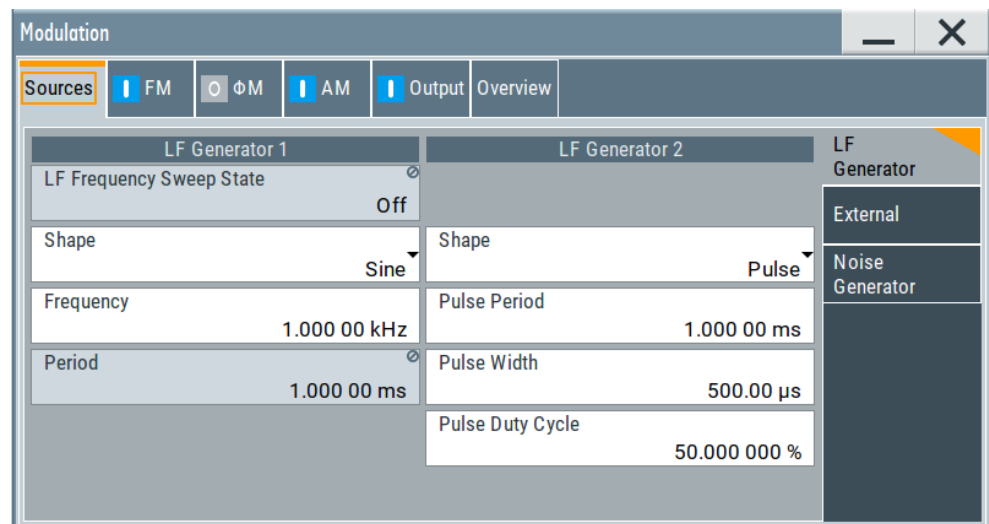 Modulation
Sources
FM
ΦM
AM
Output
Overview
LF Generator 1
LF Frequency Sweep State
Off
Shape
Sine
Frequency
1.000 00 kHz
Period
1.000 00 ms
LF Generator 2
Shape
Pulse
Pulse Period
1.000 00 ms
Pulse Width
500.00 µs
Pulse Duty Cycle
50.000 000 %
LF
Generator
External
Noise
Generator